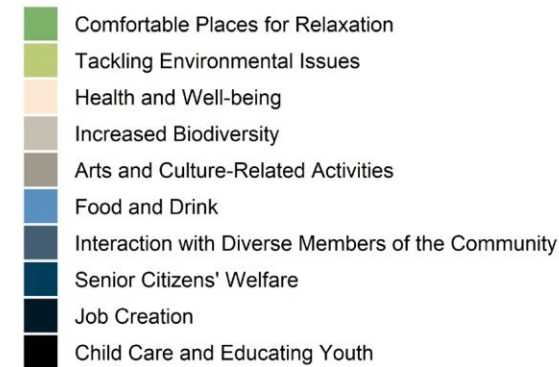 Comfortable Places for Relaxation
Tackling Environmental Issues
Health and Well-being
Increased Biodiversity
Arts and Culture-Related Activities
Food and Drink
Interaction with Diverse Members of the Community
Senior Citizens' Welfare
Job Creation
Child Care and Educating Youth